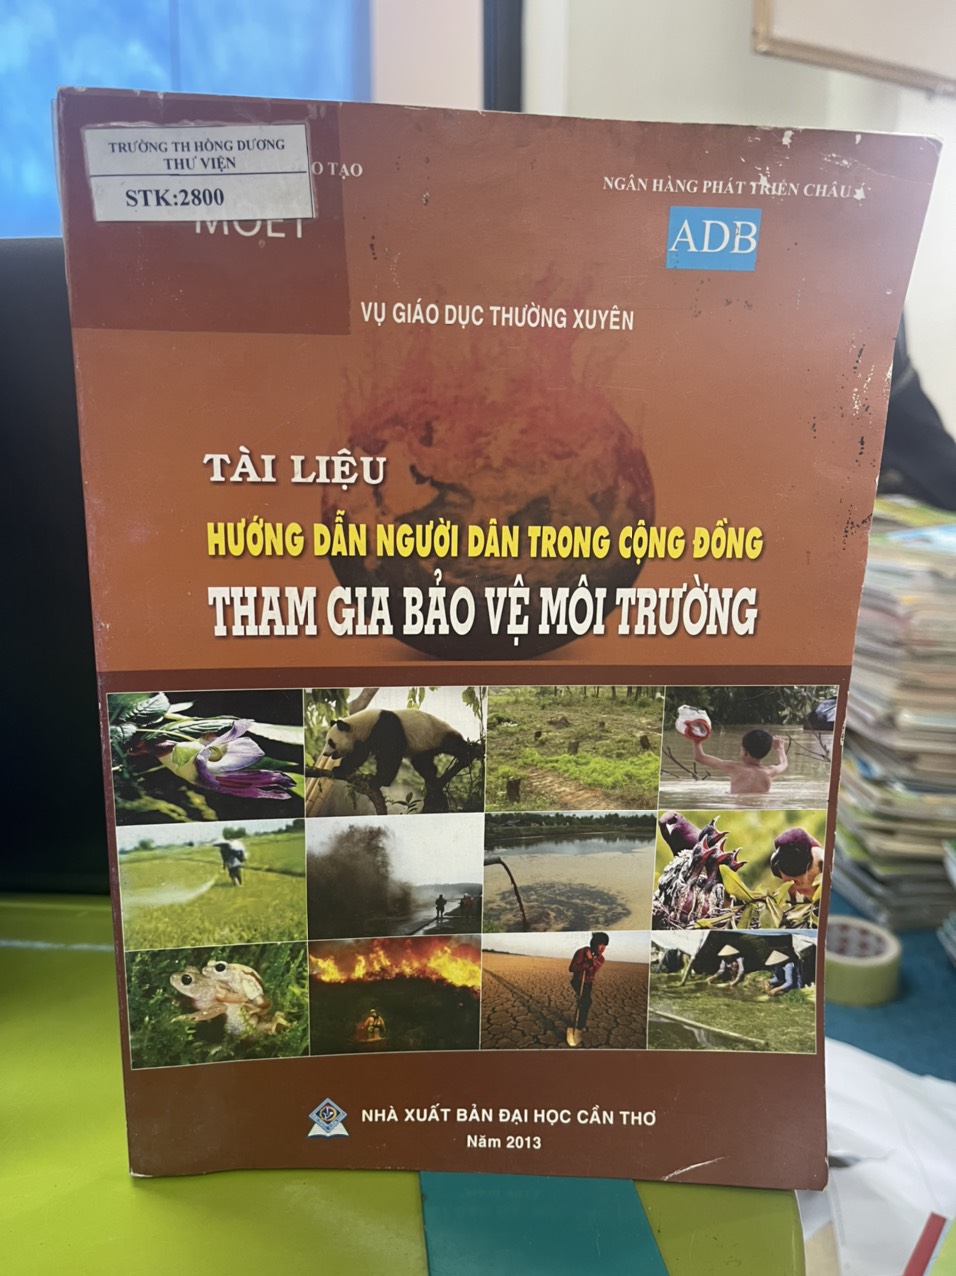 TRƯỜNG TH HỒNG DƯƠNG
THƯ VIỆN
STK:2800
O TẠO
MOET
NGÂN HÀNG PHÁT TRIỂN CHÂU
ADB
VỤ GIÁO DỤC THƯỜNG XUYÊN
TÀI LIỆU
HƯỚNG DẪN NGƯỜI DÂN TRONG CỘNG ĐỒNG
THAM GIA BẢO VỆ MÔI TRƯỜNG
NHÀ XUẤT BẢN ĐẠI HỌC CẦN THƠ
Năm 2013